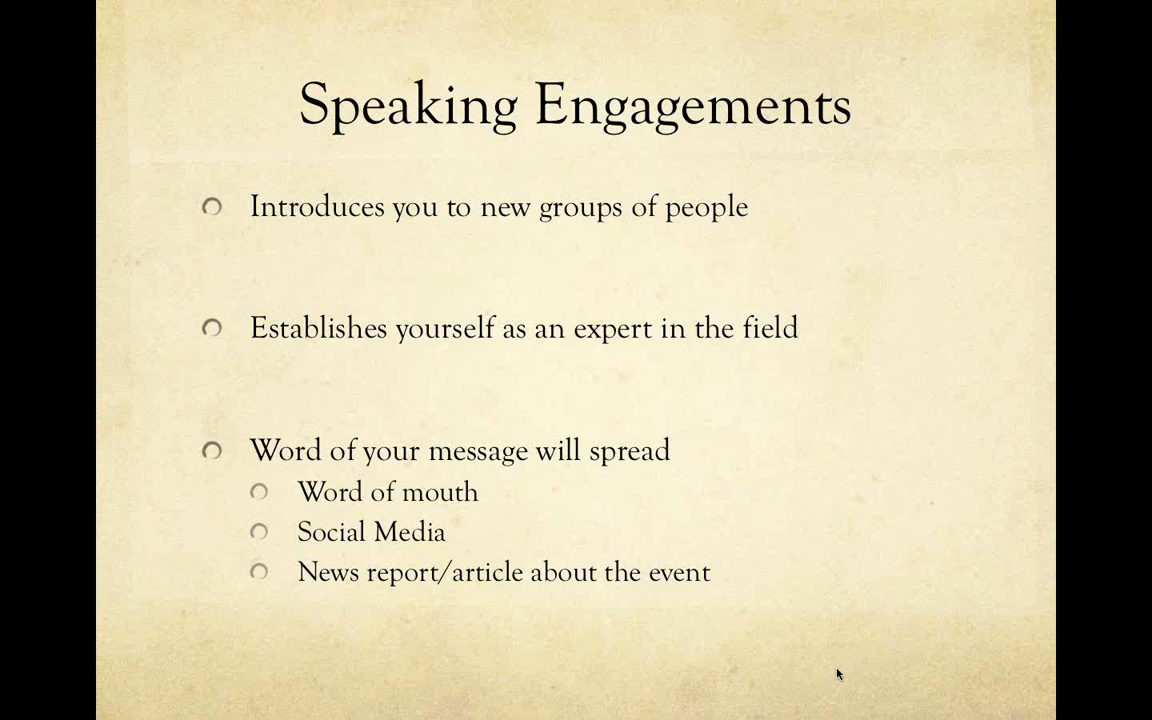 Speaking Engagements
Introduces you to new groups of people
Establishes yourself as an expert in the field
Word of your message will spread
Word of mouth
Social Media
News report/article about the event